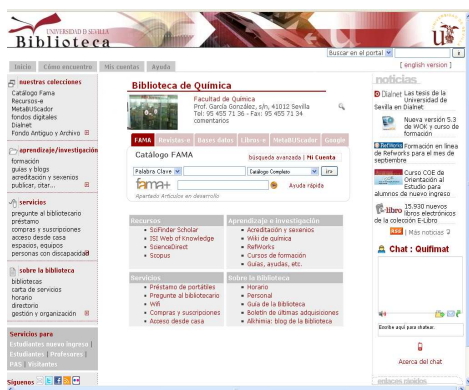 UNIVERSIDAD D SEVILLA
Biblioteca
Buscar en el portal
Inicio Cómo encuentro Mis cuentas Ayuda
[ english version ]
nuestras colecciones
Catálogo Fama
Recursos-e
MetaBUScador
fondos digitales
Dialnet
Fondo Antiguo y Archivo
aprendizaje/investigación
formación
guías y blogs
acreditación y sexenios
publicar, citar...
servicios
pregunte al bibliotecario
préstamo
compras y suscripciones
acceso desde casa
espacios, equipos
personas con discapacidad
sobre la biblioteca
bibliotecas
carta de servicios
horario
directorio
gestión y organización
Servicios para
Estudiantes nuevo ingreso |
Estudiantes | Profesores |
PAS | Visitantes
Síguenos
Biblioteca de Química
Facultad de Química
Prof. García González, s/n, 41012 Sevilla
Tel: 95 455 71 36 - Fax: 95 455 71 34
comentarios
FAMA Revistas-e Bases datos Libros-e MetaBUScador Google
Catálogo FAMA
búsqueda avanzada | Mi Cuenta
Palabra Clave
Catálogo Completo
ir>
fama+
Ayuda rápida
Apartado Artículos en desarrollo
Recursos
SciFinder Scholar
ISI Web of Knowledge
ScienceDirect
Scopus
Aprendizaje e investigación
Acreditación y sexenios
Wiki de química
RefWorks
Cursos de formación
Guías, ayudas, etc.
Servicios
Préstamo de portátiles
Pregunte al bibliotecario
Wifi
Compras y suscripciones
Acceso desde casa
Sobre la Biblioteca
Horario
Personal
Guía de la Biblioteca
Boletín de últimas adquisiciones
Alkhimia: blog de la Biblioteca
noticias
Dialnet Las tesis de la
Universidad de
Sevilla en Dialnet
Nueva versión 5.3
de WOK y curso de
formación
RefWorks Formación en línea
de Refworks para el mes de
septiembre
Curso COE de
Orientación al
Estudio para
alumnos de nuevo ingreso
e-libro 15.930 nuevos
libros electrónicos
de la colección E-Libro
RSS | Más noticias
Chat : Quifimat
Escribe aquí para chatear.
Acerca del chat
enlaces rápidos